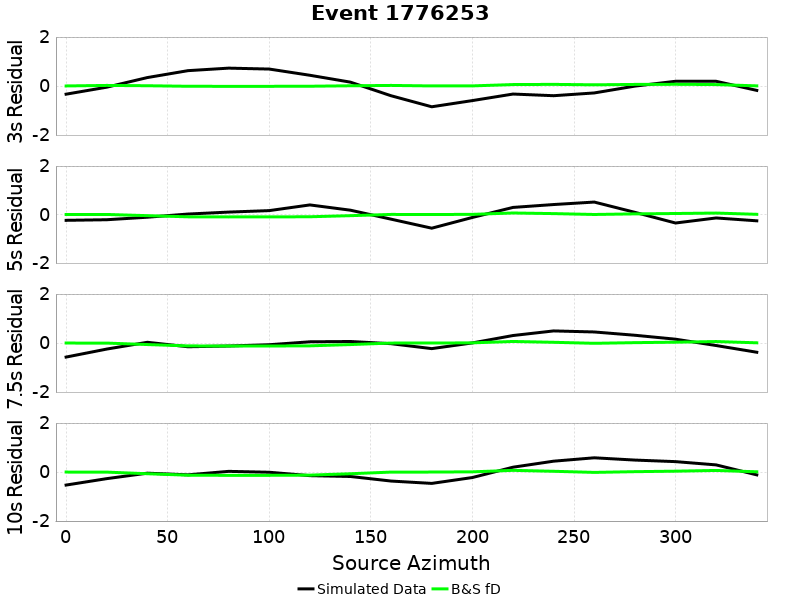 Event 1776253
3s Residual
2
0
-2
5s Residual
2
0
-2
7.5s Residual
2
0
-2
10s Residual
2
0
-2
0 50 100 150 200 250 300
Source Azimuth
Simulated Data B&S fD